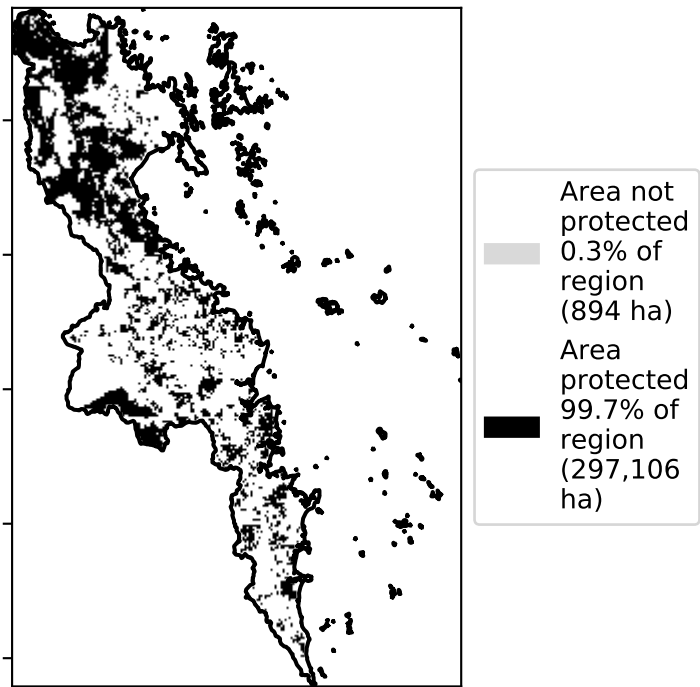 Area not
protected
0.3% of
region
(894 ha)
Area
protected
99.7% of
region
(297,106
ha)